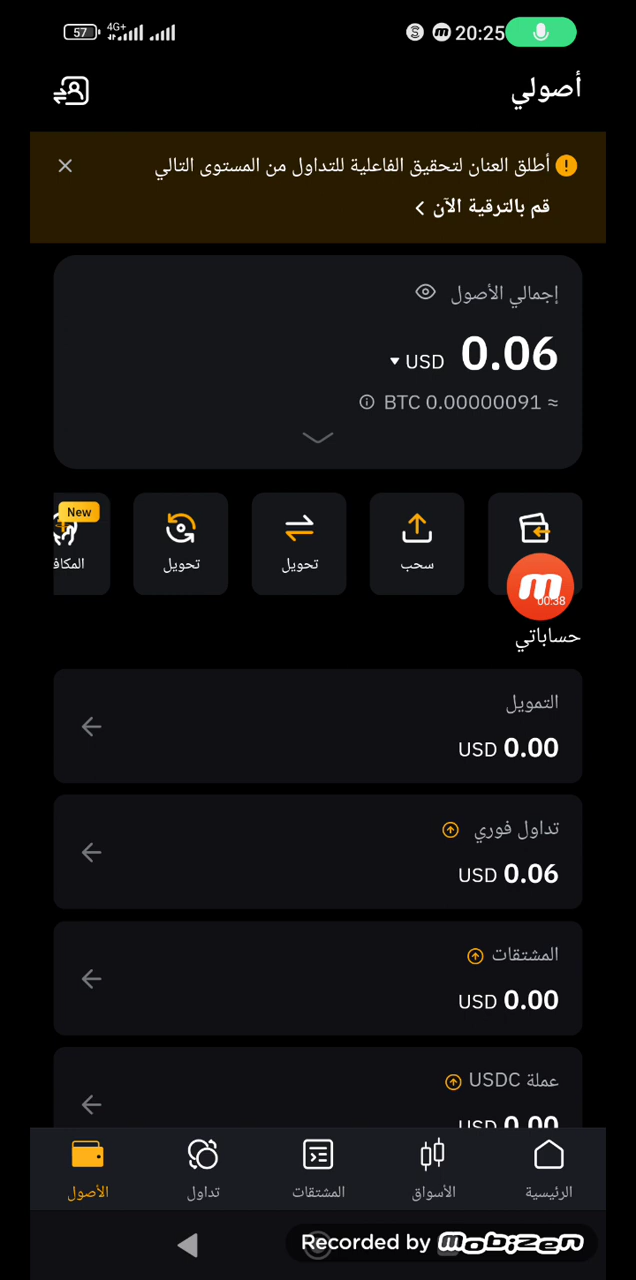 57 4G+ 20:25
أصولي
أطلق العنان لتحقيق الفاعلية للتداول من المستوى التالي
قم بالترقية الآن
إجمالي الأصول
0.06 USD
≈ 0.00000091 BTC
New
سحب
تحويل
تحويل
المكاف
00:38
حساباتي
التمويل
0.00 USD
تداول فوري
0.06 USD
المشتقات
0.00 USD
عملة USDC
0.00 USD
الرئيسية
الأسواق
المشتقات
تداول
الأصول
Recorded by mobizen